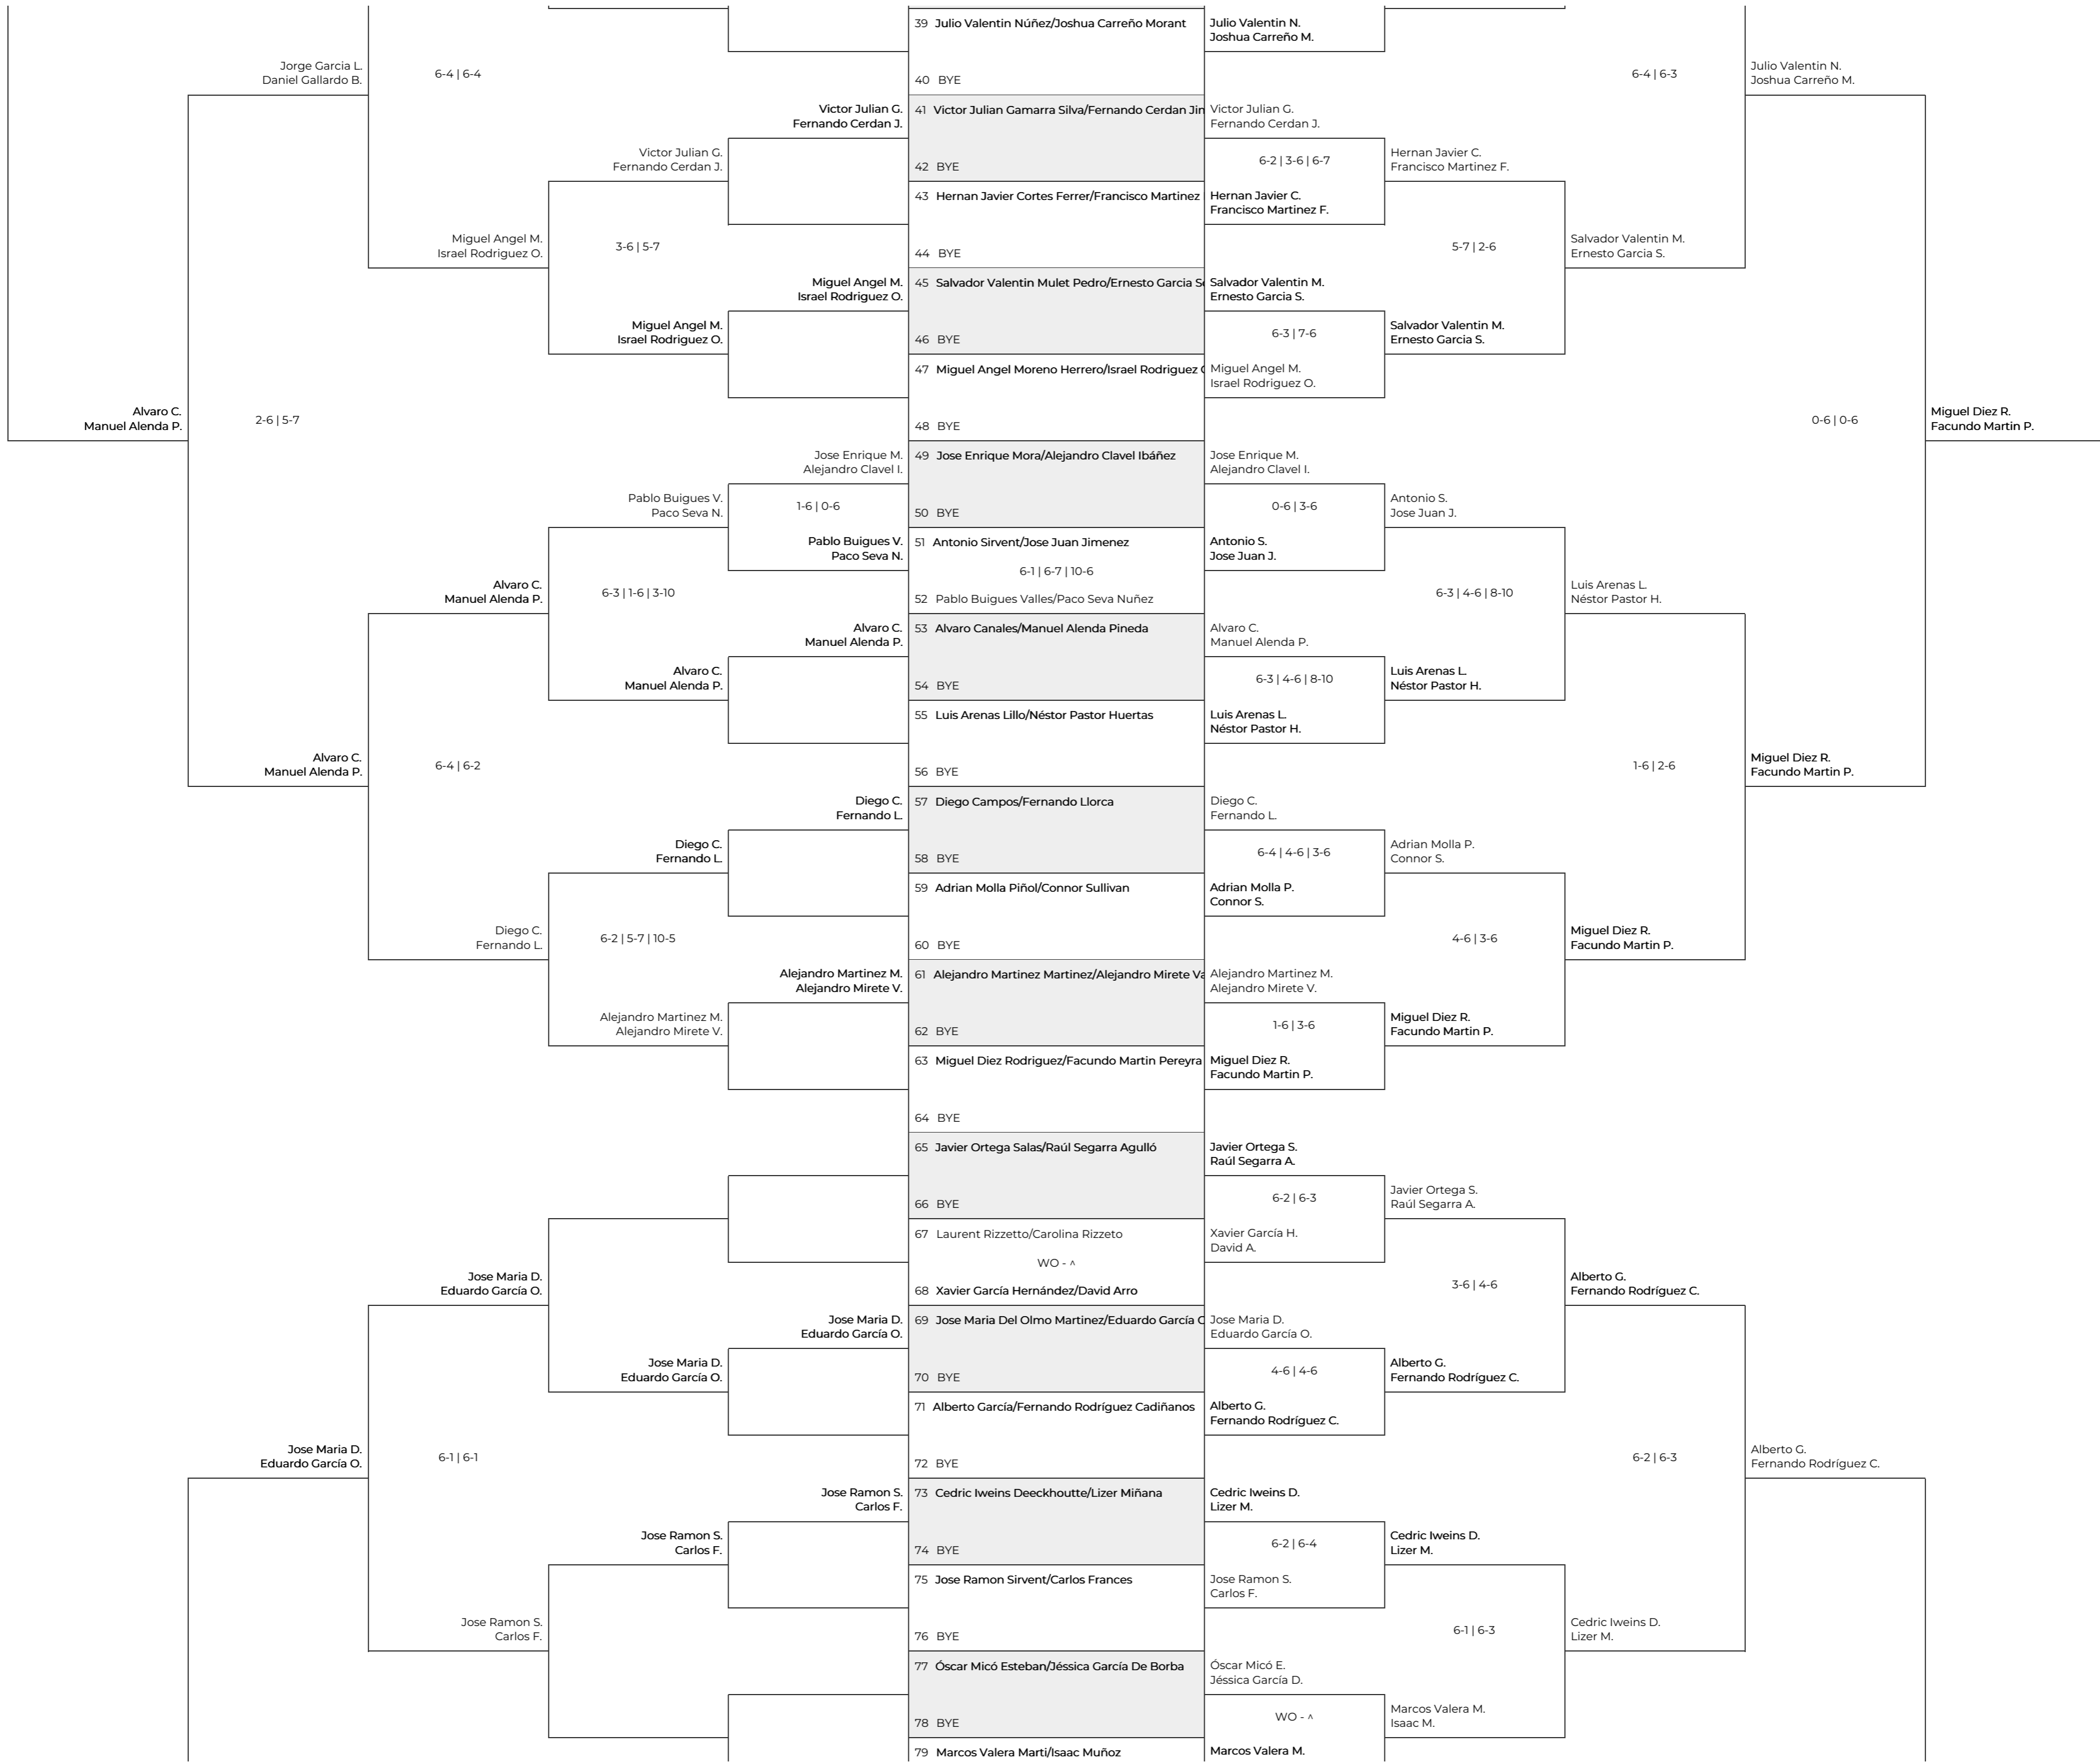 39 Julio Valentin Núñez/Joshua Carreño Morant
Julio Valentin N.
Joshua Carreño M.
Jorge Garcia L.
Daniel Gallardo B.
6-4 | 6-4
40 BYE
6-4 | 6-3
Julio Valentin N.
Joshua Carreño M.
Victor Julian G.
Fernando Cerdan J.
41 Victor Julian Gamarra Silva/Fernando Cerdan Jin
Victor Julian G.
Fernando Cerdan J.
Victor Julian G.
Fernando Cerdan J.
42 BYE
6-2 | 3-6 | 6-7
Hernan Javier C.
Francisco Martinez F.
43 Hernan Javier Cortes Ferrer/Francisco Martinez
Hernan Javier C.
Francisco Martinez F.
Miguel Angel M.
Israel Rodriguez O.
3-6 | 5-7
44 BYE
5-7 | 2-6
Salvador Valentin M.
Ernesto Garcia S.
Miguel Angel M.
Israel Rodriguez O.
45 Salvador Valentin Mulet Pedro/Ernesto Garcia S
Salvador Valentin M.
Ernesto Garcia S.
Miguel Angel M.
Israel Rodriguez O.
46 BYE
6-3 | 7-6
Salvador Valentin M.
Ernesto Garcia S.
47 Miguel Angel Moreno Herrero/Israel Rodriguez
Miguel Angel M.
Israel Rodriguez O.
Alvaro C.
Manuel Alenda P.
2-6 | 5-7
48 BYE
0-6 | 0-6
Miguel Diez R.
Facundo Martin P.
Jose Enrique M.
Alejandro Clavel I.
49 Jose Enrique Mora/Alejandro Clavel Ibáñez
Jose Enrique M.
Alejandro Clavel I.
Pablo Buigues V.
Paco Seva N.
1-6 | 0-6
50 BYE
0-6 | 3-6
Antonio S.
Jose Juan J.
Pablo Buigues V.
Paco Seva N.
51 Antonio Sirvent/Jose Juan Jimenez
Antonio S.
Jose Juan J.
6-1 | 6-7 | 10-6
Alvaro C.
Manuel Alenda P.
6-3 | 1-6 | 3-10
52 Pablo Buigues Valles/Paco Seva Nuñez
6-3 | 4-6 | 8-10
Luis Arenas L.
Néstor Pastor H.
Alvaro C.
Manuel Alenda P.
53 Alvaro Canales/Manuel Alenda Pineda
Alvaro C.
Manuel Alenda P.
Alvaro C.
Manuel Alenda P.
54 BYE
6-3 | 4-6 | 8-10
Luis Arenas L.
Néstor Pastor H.
55 Luis Arenas Lillo/Néstor Pastor Huertas
Luis Arenas L.
Néstor Pastor H.
Alvaro C.
Manuel Alenda P.
6-4 | 6-2
56 BYE
1-6 | 2-6
Miguel Diez R.
Facundo Martin P.
Diego C.
Fernando L.
57 Diego Campos/Fernando Llorca
Diego C.
Fernando L.
Diego C.
Fernando L.
58 BYE
6-4 | 4-6 | 3-6
Adrian Molla P.
Connor S.
59 Adrian Molla Piñol/Connor Sullivan
Adrian Molla P.
Connor S.
Diego C.
Fernando L.
6-2 | 5-7 | 10-5
60 BYE
4-6 | 3-6
Miguel Diez R.
Facundo Martin P.
Alejandro Martinez M.
Alejandro Mirete V.
61 Alejandro Martinez Martinez/Alejandro Mirete Va
Alejandro Martinez M.
Alejandro Mirete V.
Alejandro Martinez M.
Alejandro Mirete V.
62 BYE
1-6 | 3-6
Miguel Diez R.
Facundo Martin P.
63 Miguel Diez Rodriguez/Facundo Martin Pereyra
Miguel Diez R.
Facundo Martin P.
64 BYE
65 Javier Ortega Salas/Raúl Segarra Agulló
Javier Ortega S.
Raúl Segarra A.
66 BYE
6-2 | 6-3
Javier Ortega S.
Raúl Segarra A.
67 Laurent Rizzetto/Carolina Rizzeto
Xavier García H.
David A.
WO - ^
Jose Maria D.
Eduardo García O.
68 Xavier García Hernández/David Arro
3-6 | 4-6
Alberto G.
Fernando Rodríguez C.
Jose Maria D.
Eduardo García O.
69 Jose Maria Del Olmo Martinez/Eduardo García O
Jose Maria D.
Eduardo García O.
Jose Maria D.
Eduardo García O.
70 BYE
4-6 | 4-6
Alberto G.
Fernando Rodríguez C.
71 Alberto García/Fernando Rodríguez Cadiñanos
Alberto G.
Fernando Rodríguez C.
Jose Maria D.
Eduardo García O.
6-1 | 6-1
72 BYE
6-2 | 6-3
Alberto G.
Fernando Rodríguez C.
Jose Ramon S.
Carlos F.
73 Cedric Iweins Deeckhoutte/Lizer Miñana
Cedric Iweins D.
Lizer M.
Jose Ramon S.
Carlos F.
74 BYE
6-2 | 6-4
Cedric Iweins D.
Lizer M.
75 Jose Ramon Sirvent/Carlos Frances
Jose Ramon S.
Carlos F.
Jose Ramon S.
Carlos F.
76 BYE
6-1 | 6-3
Cedric Iweins D.
Lizer M.
77 Óscar Micó Esteban/Jéssica García De Borba
Óscar Micó E.
Jéssica García D.
78 BYE
WO - ^
Marcos Valera M.
Isaac M.
79 Marcos Valera Marti/Isaac Muñoz
Marcos Valera M.